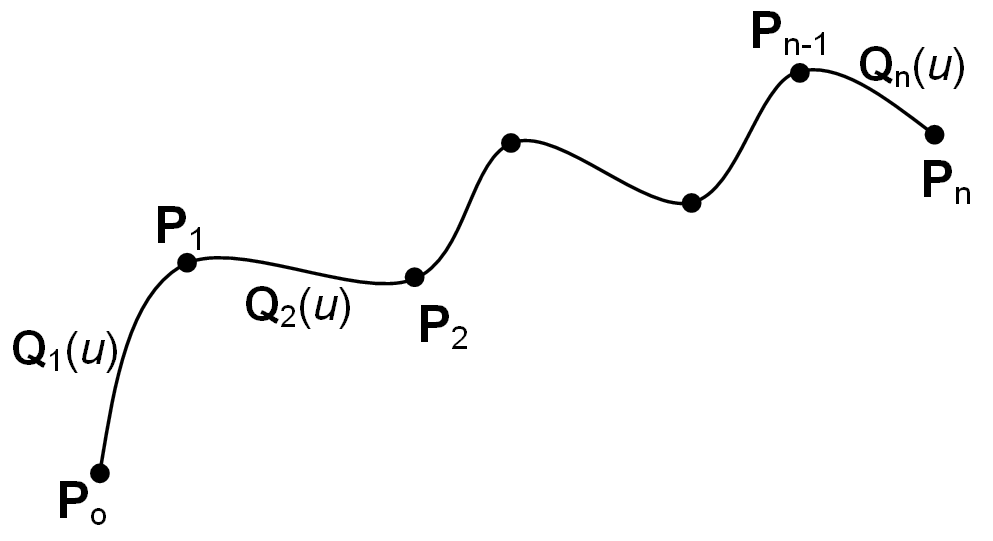 Pn-1
Qn(u)
Pn
P1
Q2(u)
P2
Q1(u)
Po